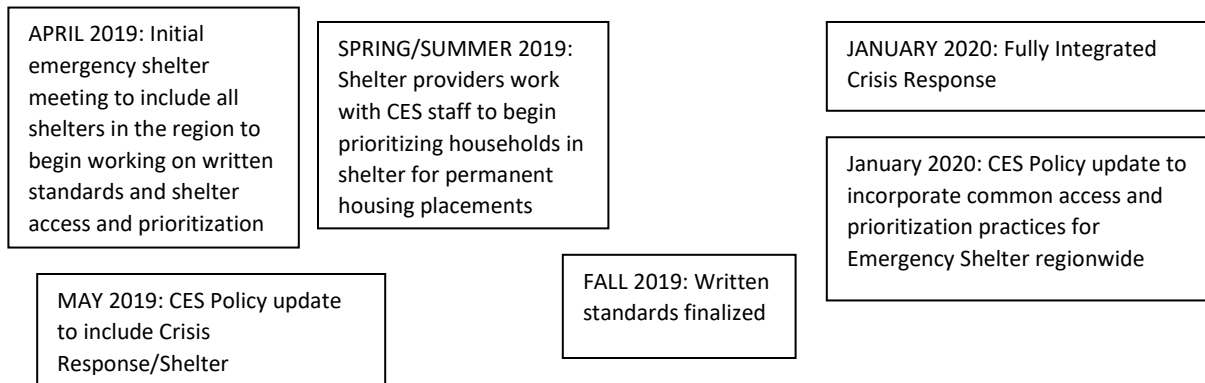 APRIL 2019: Initial
emergency shelter
meeting to include all
shelters in the region to
begin working on written
standards and shelter
access and prioritization
SPRING/SUMMER 2019:
Shelter providers work
with CES staff to begin
prioritizing households in
shelter for permanent
housing placements
JANUARY 2020: Fully Integrated
Crisis Response
January 2020: CES Policy update to
incorporate common access and
prioritization practices for
Emergency Shelter regionwide
MAY 2019: CES Policy update
to include Crisis
Response/Shelter
FALL 2019: Written
standards finalized